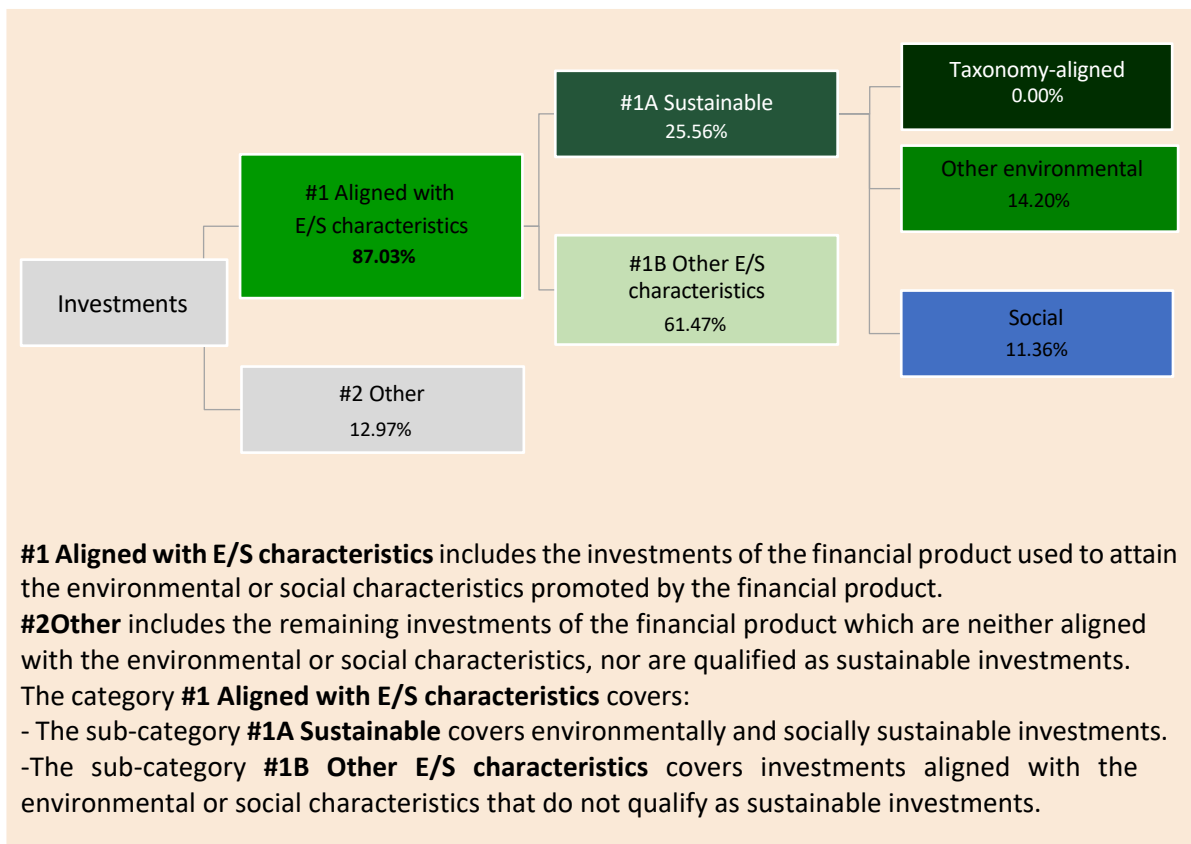 Investments
#1 Aligned with
E/S characteristics
87.03%
#2 Other
12.97%
#1A Sustainable
25.56%
#1B Other E/S
characteristics
61.47%
Taxonomy-aligned
0.00%
Other environmental
14.20%
Social
11.36%
#1 Aligned with E/S characteristics includes the investments of the financial product used to attain
the environmental or social characteristics promoted by the financial product.
#2Other includes the remaining investments of the financial product which are neither aligned
with the environmental or social characteristics, nor are qualified as sustainable investments.
The category #1 Aligned with E/S characteristics covers:
- The sub-category #1A Sustainable covers environmentally and socially sustainable investments.
-The sub-category #1B Other E/S characteristics covers investments aligned with the
environmental or social characteristics that do not qualify as sustainable investments.